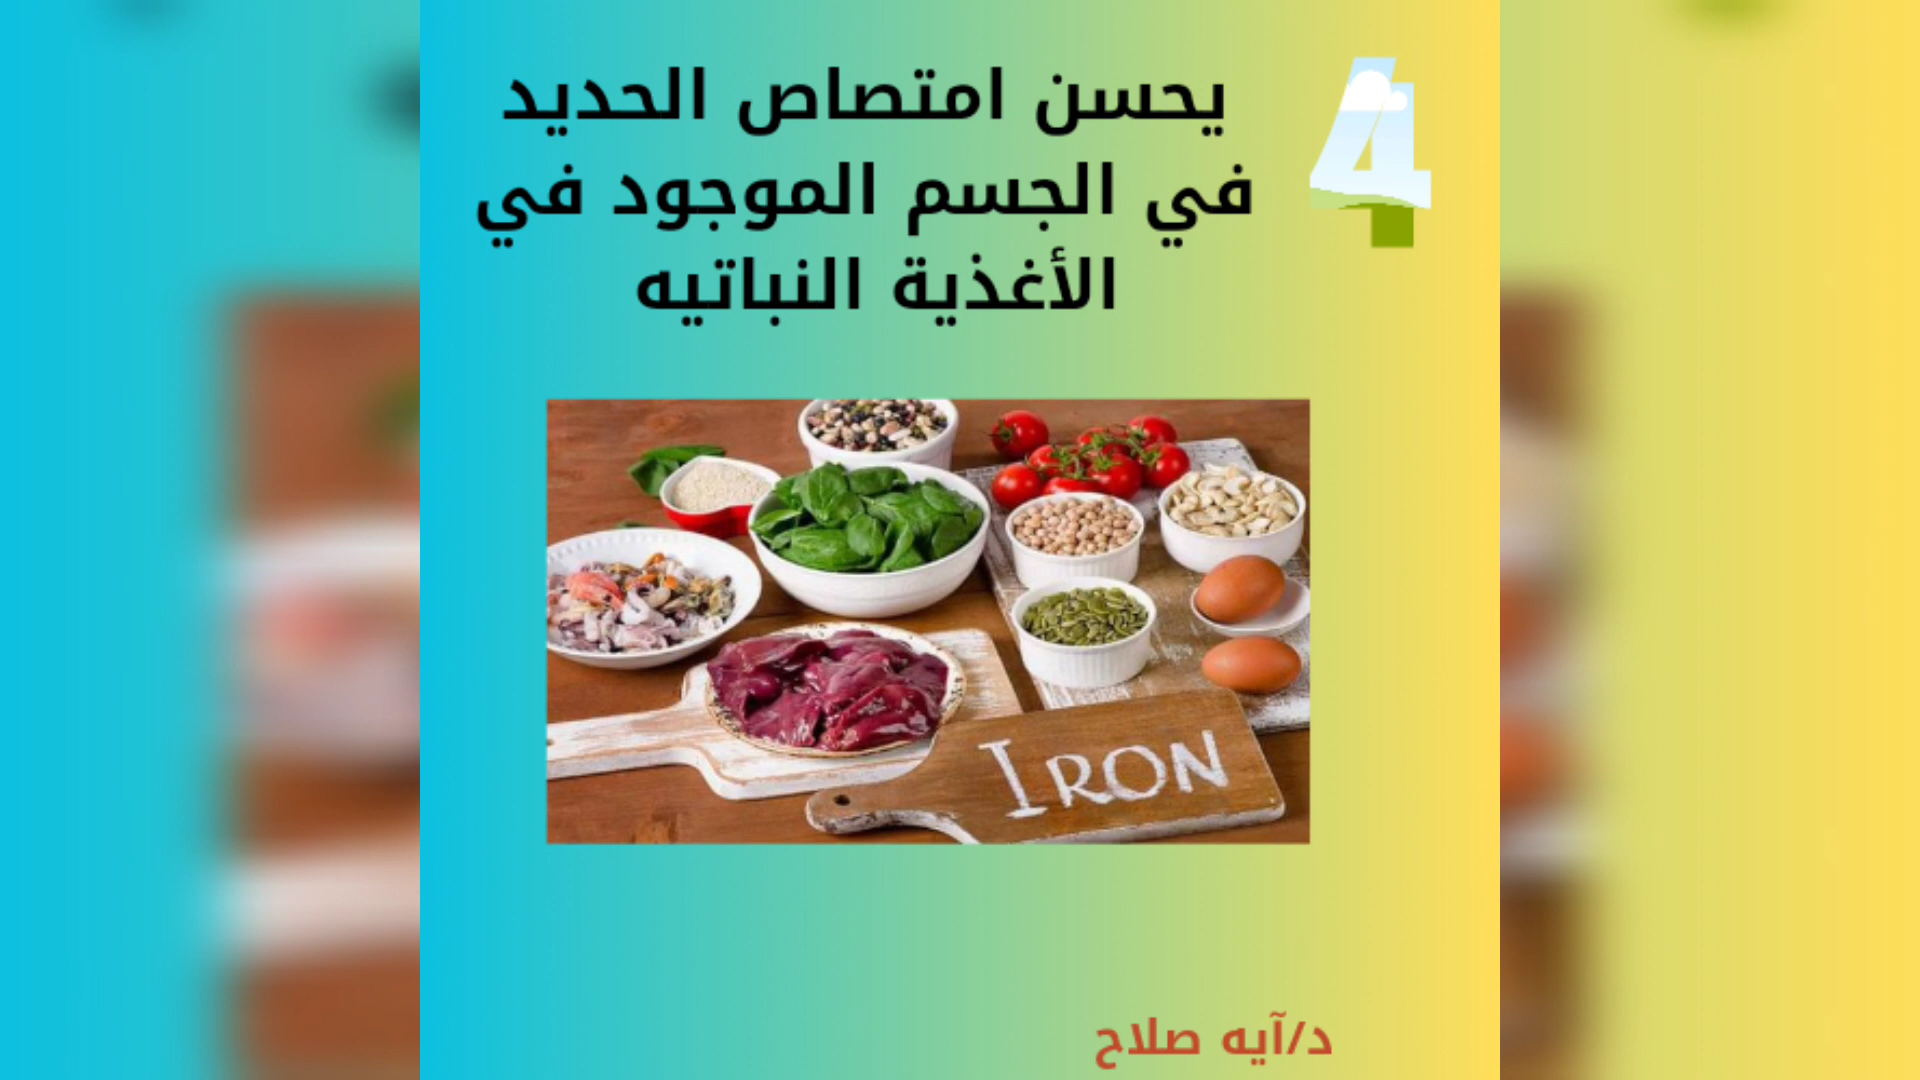 4
يحسن امتصاص الحديد
في الجسم الموجود في
الأغذية النباتيه
IRON
د/آيه صلاح